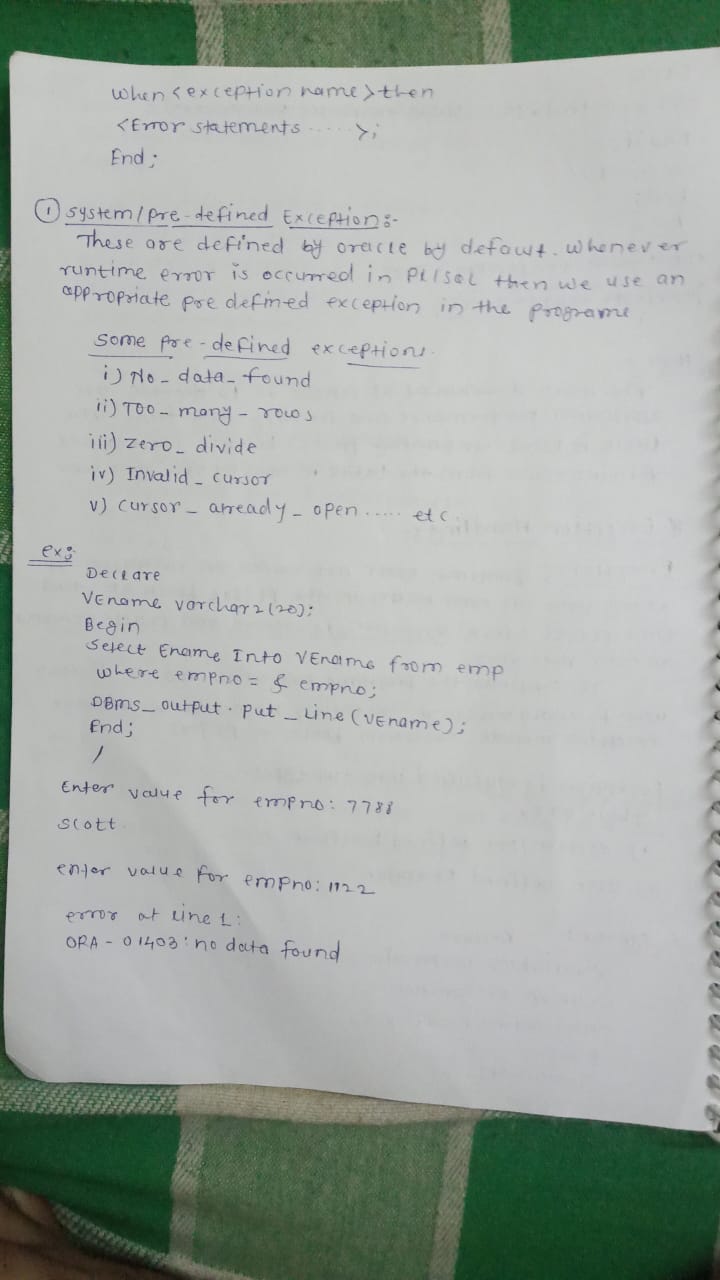 when <exception name> then
<Error statements ..... >;
End;
① system/pre-defined Exception:-
These are defined by oracle by default. whenever
runtime error is occurred in PL/SQL then we use an
appropriate pre defined exception in the programe
some pre-defined exceptions.
i) No_data_found
ii) Too_many_rows
iii) zero_divide
iv) Invalid_cursor
v) cursor_already_open ..... etc.
ex:
Declare
VEname varchar2(20);
Begin
select Ename Into VEname from emp
where empno = & empno;
DBMS_output.put_line(VEname);
End;
/
Enter value for empno: 7788
scott
enter value for empno: 1122
error at line 1:
ORA-01403: no data found